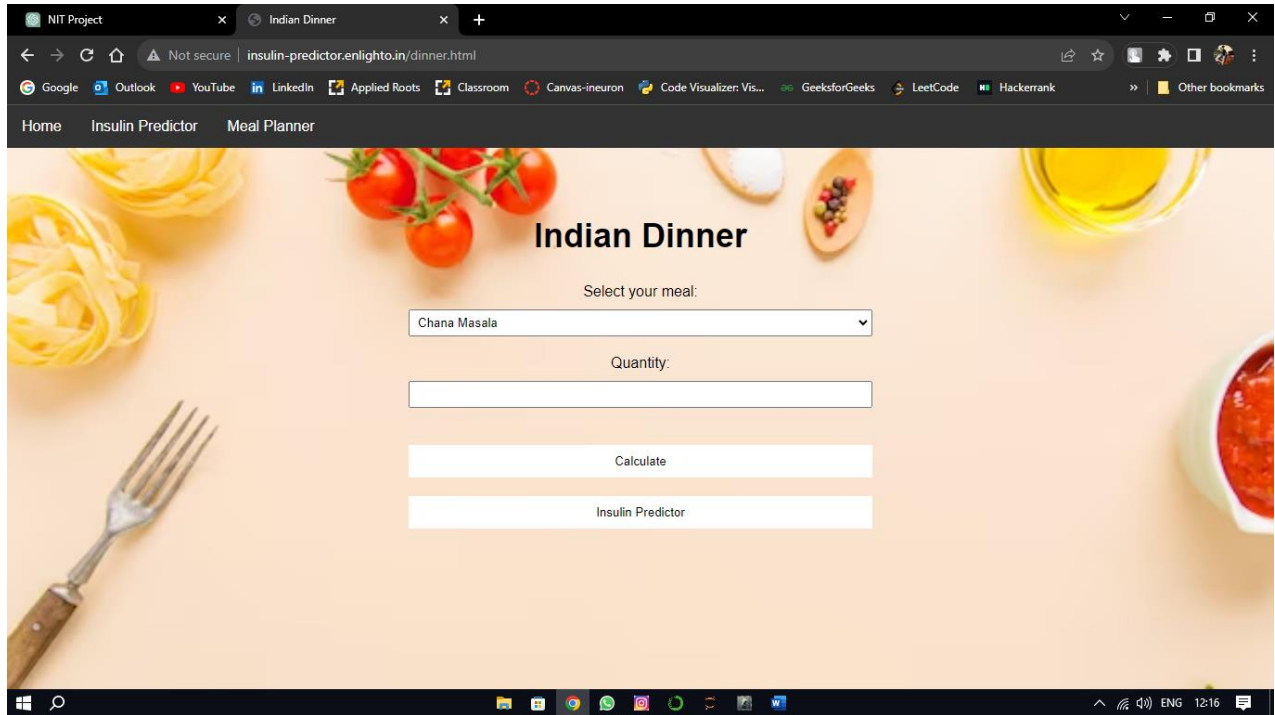 NIT Project
Indian Dinner
Not secure | insulin-predictor.enlighto.in/dinner.html
Google Outlook YouTube LinkedIn Applied Roots Classroom Canvas-ineuron Code Visualizer: Vis... GeeksforGeeks LeetCode Hackerrank » Other bookmarks
Home Insulin Predictor Meal Planner
Indian Dinner
Select your meal:
Chana Masala
Quantity:
Calculate
Insulin Predictor
ENG 12:16